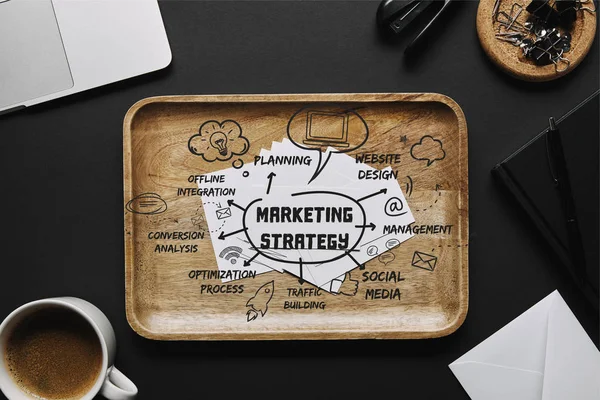 PLANNING
WEBSITE
DESIGN
OFFLINE
INTEGRATION
@
MARKETING
STRATEGY
MANAGEMENT
CONVERSION
ANALYSIS
OPTIMIZATION
PROCESS
TRAFFIC
BUILDING
SOCIAL
MEDIA